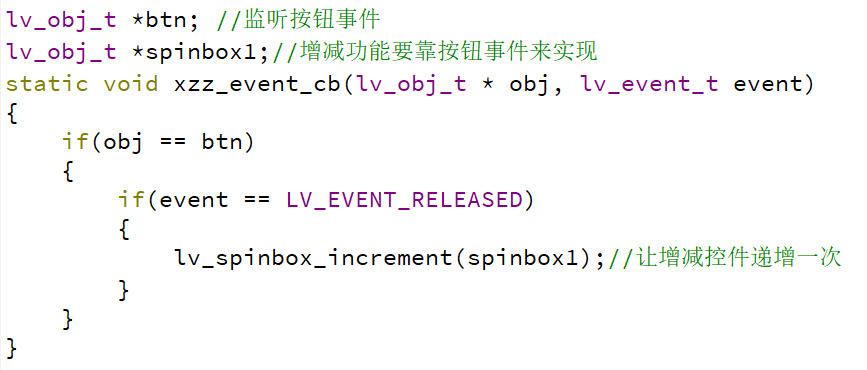 lv_obj_t *btn; //监听按钮事件
lv_obj_t *spinbox1;//增减功能要靠按钮事件来实现
static void xzz_event_cb(lv_obj_t * obj, lv_event_t event)
{
    if(obj == btn)
    {
        if(event == LV_EVENT_RELEASED)
        {
            lv_spinbox_increment(spinbox1);//让增减控件递增一次
        }
    }
}